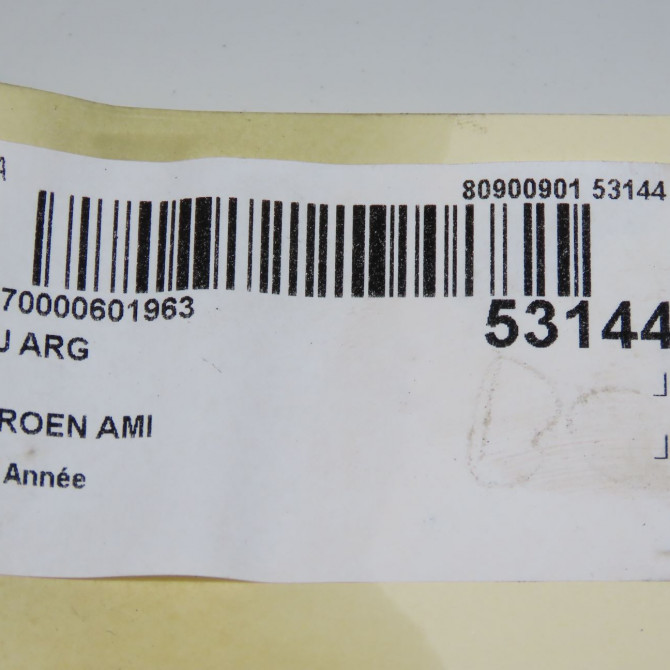 A
80900901 53144
70000601963
53144
J ARG
ROEN AMI
Année